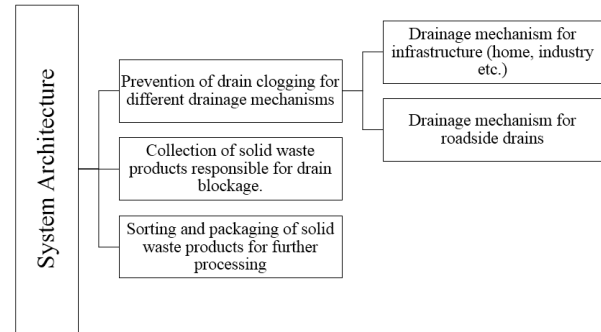 System Architecture
Prevention of drain clogging for
different drainage mechanisms
Collection of solid waste
products responsible for drain
blockage.
Sorting and packaging of solid
waste products for further
processing
Drainage mechanism for
infrastructure (home, industry
etc.)
Drainage mechanism for
roadside drains